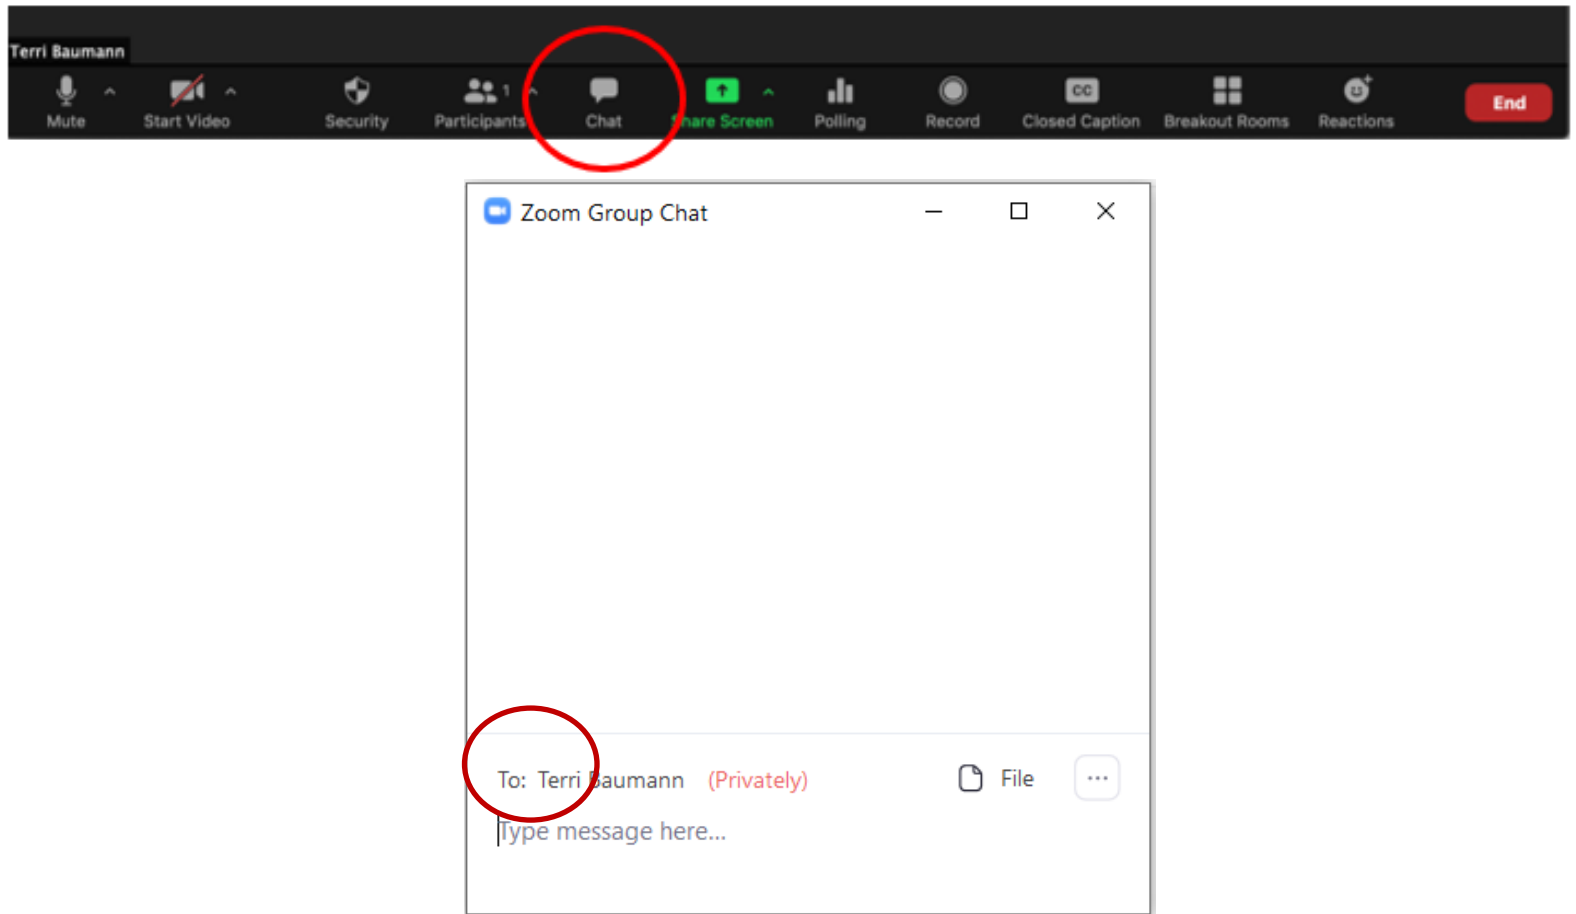 Terri Baumann
Mute Start Video Security Participants 1 Chat Share Screen Polling Record CC Closed Caption Breakout Rooms Reactions End
Zoom Group Chat
To: Terri Baumann (Privately) File ...
Type message here...